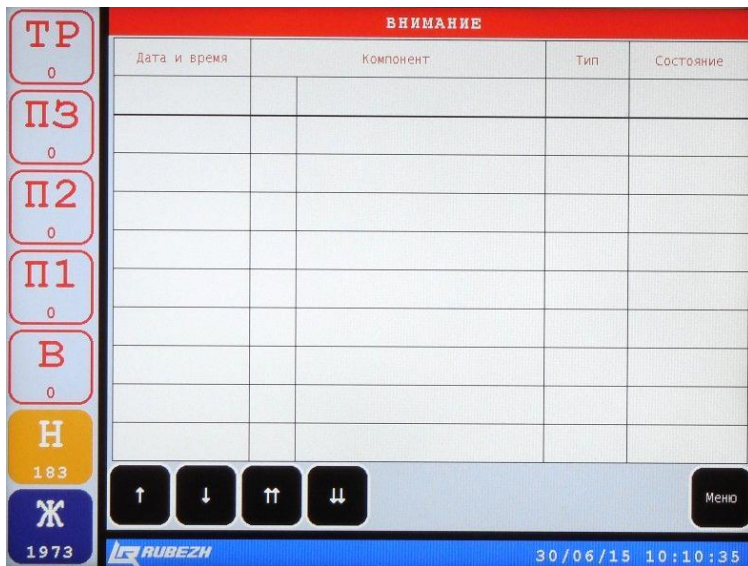 ТР
0
П3
0
П2
0
П1
0
В
0
Н
183
Ж
1973
ВНИМАНИЕ
Дата и время Компонент Тип Состояние
↑ ↓ ⇈ ⇊ Меню
RUBEZH 30/06/15 10:10:35